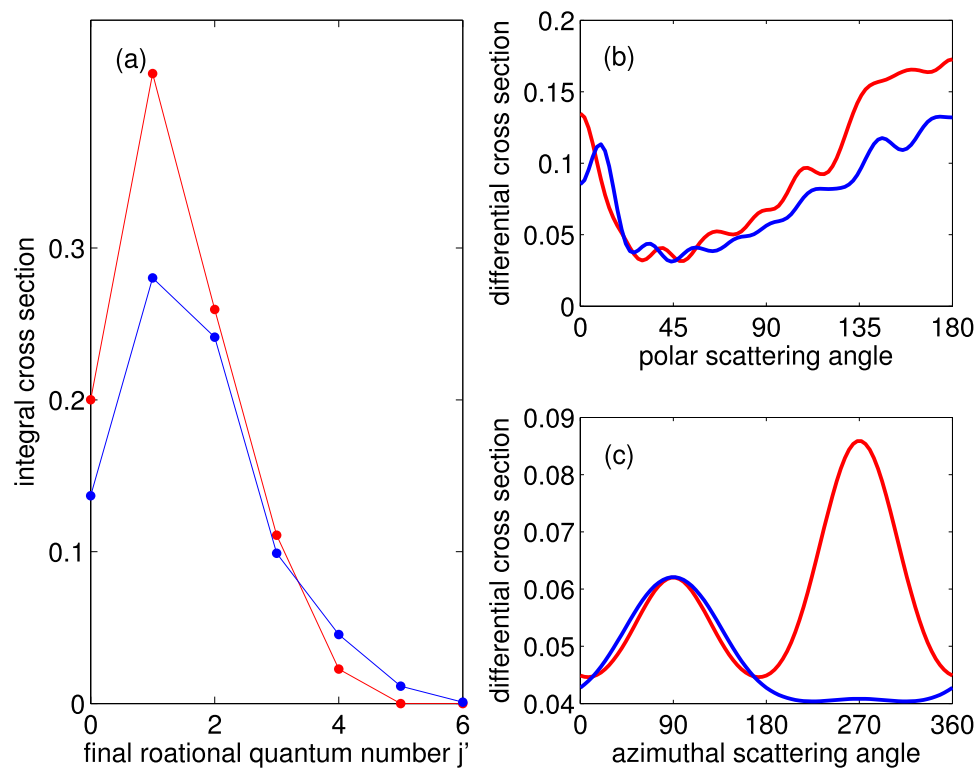 (a)
integral cross section
0.3
0.2
0.1
0
0 2 4 6
final roational quantum number j'
(b)
differential cross section
0.2
0.15
0.1
0.05
0
0 45 90 135 180
polar scattering angle
(c)
differential cross section
0.09
0.08
0.07
0.06
0.05
0.04
0 90 180 270 360
azimuthal scattering angle